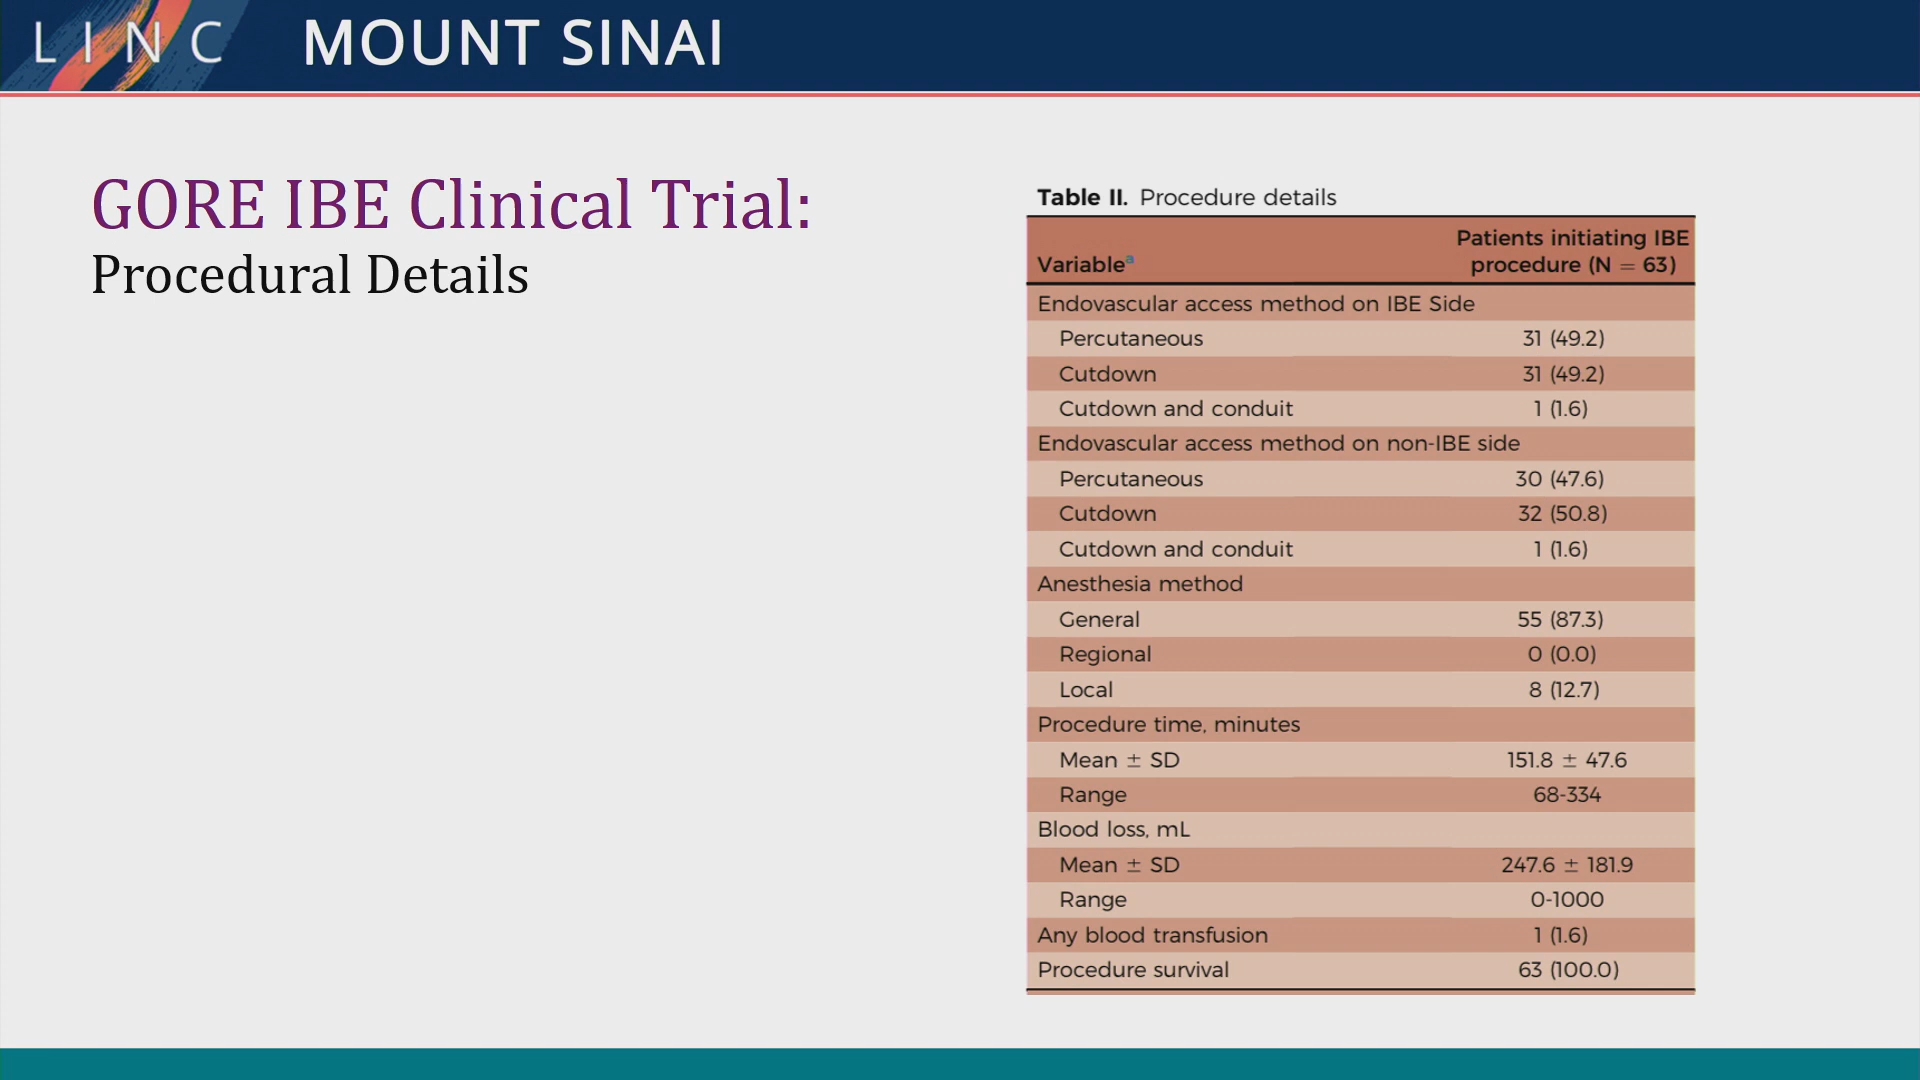 LINC MOUNT SINAI
GORE IBE Clinical Trial:
Procedural Details
Table II. Procedure details
Variableᵃ Patients initiating IBE procedure (N = 63)
Endovascular access method on IBE Side
Percutaneous 31 (49.2)
Cutdown 31 (49.2)
Cutdown and conduit 1 (1.6)
Endovascular access method on non-IBE side
Percutaneous 30 (47.6)
Cutdown 32 (50.8)
Cutdown and conduit 1 (1.6)
Anesthesia method
General 55 (87.3)
Regional 0 (0.0)
Local 8 (12.7)
Procedure time, minutes
Mean ± SD 151.8 ± 47.6
Range 68-334
Blood loss, mL
Mean ± SD 247.6 ± 181.9
Range 0-1000
Any blood transfusion 1 (1.6)
Procedure survival 63 (100.0)